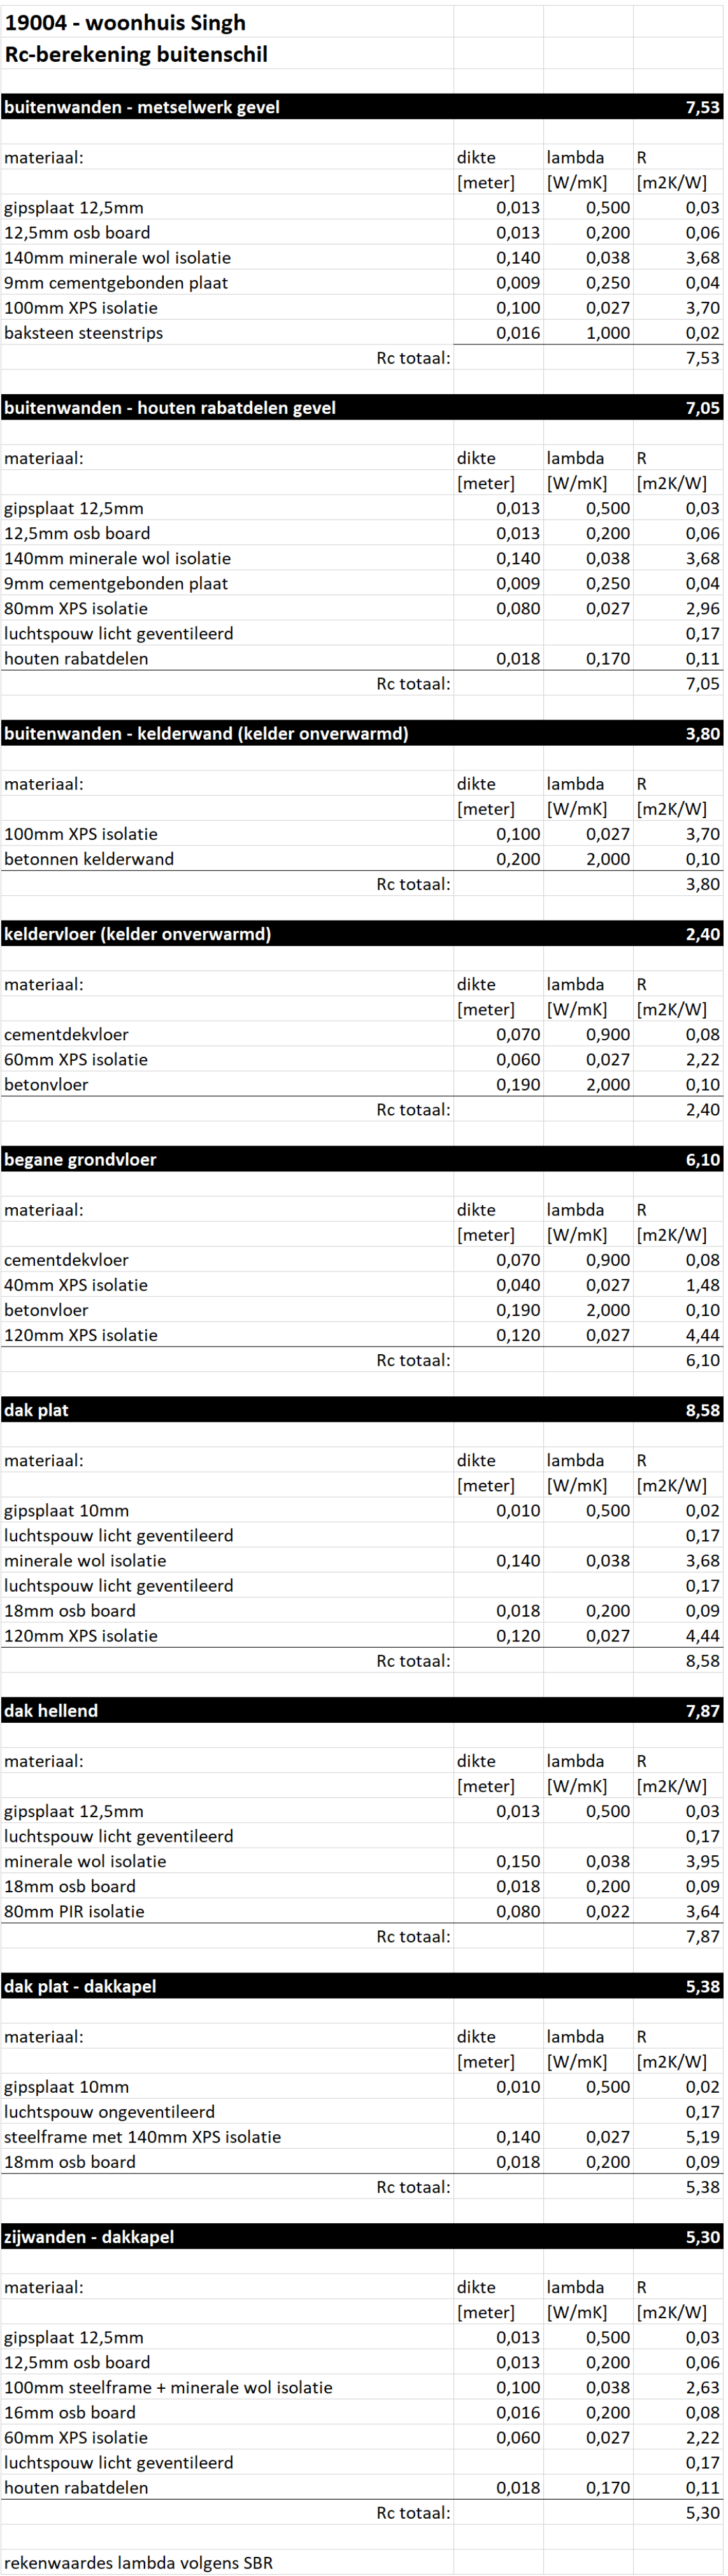 19004 - woonhuis Singh
Rc-berekening buitenschil
buitenwanden - metselwerk gevel 7,53
materiaal: dikte lambda R
[meter] [W/mK] [m2K/W]
gipsplaat 12,5mm 0,013 0,500 0,03
12,5mm osb board 0,013 0,200 0,06
140mm minerale wol isolatie 0,140 0,038 3,68
9mm cementgebonden plaat 0,009 0,250 0,04
100mm XPS isolatie 0,100 0,027 3,70
baksteen steenstrips 0,016 1,000 0,02
Rc totaal: 7,53
buitenwanden - houten rabatdelen gevel 7,05
materiaal: dikte lambda R
[meter] [W/mK] [m2K/W]
gipsplaat 12,5mm 0,013 0,500 0,03
12,5mm osb board 0,013 0,200 0,06
140mm minerale wol isolatie 0,140 0,038 3,68
9mm cementgebonden plaat 0,009 0,250 0,04
80mm XPS isolatie 0,080 0,027 2,96
luchtspouw licht geventileerd 0,17
houten rabatdelen 0,018 0,170 0,11
Rc totaal: 7,05
buitenwanden - kelderwand (kelder onverwarmd) 3,80
materiaal: dikte lambda R
[meter] [W/mK] [m2K/W]
100mm XPS isolatie 0,100 0,027 3,70
betonnen kelderwand 0,200 2,000 0,10
Rc totaal: 3,80
keldervloer (kelder onverwarmd) 2,40
materiaal: dikte lambda R
[meter] [W/mK] [m2K/W]
cementdekvloer 0,070 0,900 0,08
60mm XPS isolatie 0,060 0,027 2,22
betonvloer 0,190 2,000 0,10
Rc totaal: 2,40
begane grondvloer 6,10
materiaal: dikte lambda R
[meter] [W/mK] [m2K/W]
cementdekvloer 0,070 0,900 0,08
40mm XPS isolatie 0,040 0,027 1,48
betonvloer 0,190 2,000 0,10
120mm XPS isolatie 0,120 0,027 4,44
Rc totaal: 6,10
dak plat 8,58
materiaal: dikte lambda R
[meter] [W/mK] [m2K/W]
gipsplaat 10mm 0,010 0,500 0,02
luchtspouw licht geventileerd 0,17
minerale wol isolatie 0,140 0,038 3,68
luchtspouw licht geventileerd 0,17
18mm osb board 0,018 0,200 0,09
120mm XPS isolatie 0,120 0,027 4,44
Rc totaal: 8,58
dak hellend 7,87
materiaal: dikte lambda R
[meter] [W/mK] [m2K/W]
gipsplaat 12,5mm 0,013 0,500 0,03
luchtspouw licht geventileerd 0,17
minerale wol isolatie 0,150 0,038 3,95
18mm osb board 0,018 0,200 0,09
80mm PIR isolatie 0,080 0,022 3,64
Rc totaal: 7,87
dak plat - dakkapel 5,38
materiaal: dikte lambda R
[meter] [W/mK] [m2K/W]
gipsplaat 10mm 0,010 0,500 0,02
luchtspouw ongeventileerd 0,17
steelframe met 140mm XPS isolatie 0,140 0,027 5,19
18mm osb board 0,018 0,200 0,09
Rc totaal: 5,38
zijwanden - dakkapel 5,30
materiaal: dikte lambda R
[meter] [W/mK] [m2K/W]
gipsplaat 12,5mm 0,013 0,500 0,03
12,5mm osb board 0,013 0,200 0,06
100mm steelframe + minerale wol isolatie 0,100 0,038 2,63
16mm osb board 0,016 0,200 0,08
60mm XPS isolatie 0,060 0,027 2,22
luchtspouw licht geventileerd 0,17
houten rabatdelen 0,018 0,170 0,11
Rc totaal: 5,30
rekenwaardes lambda volgens SBR